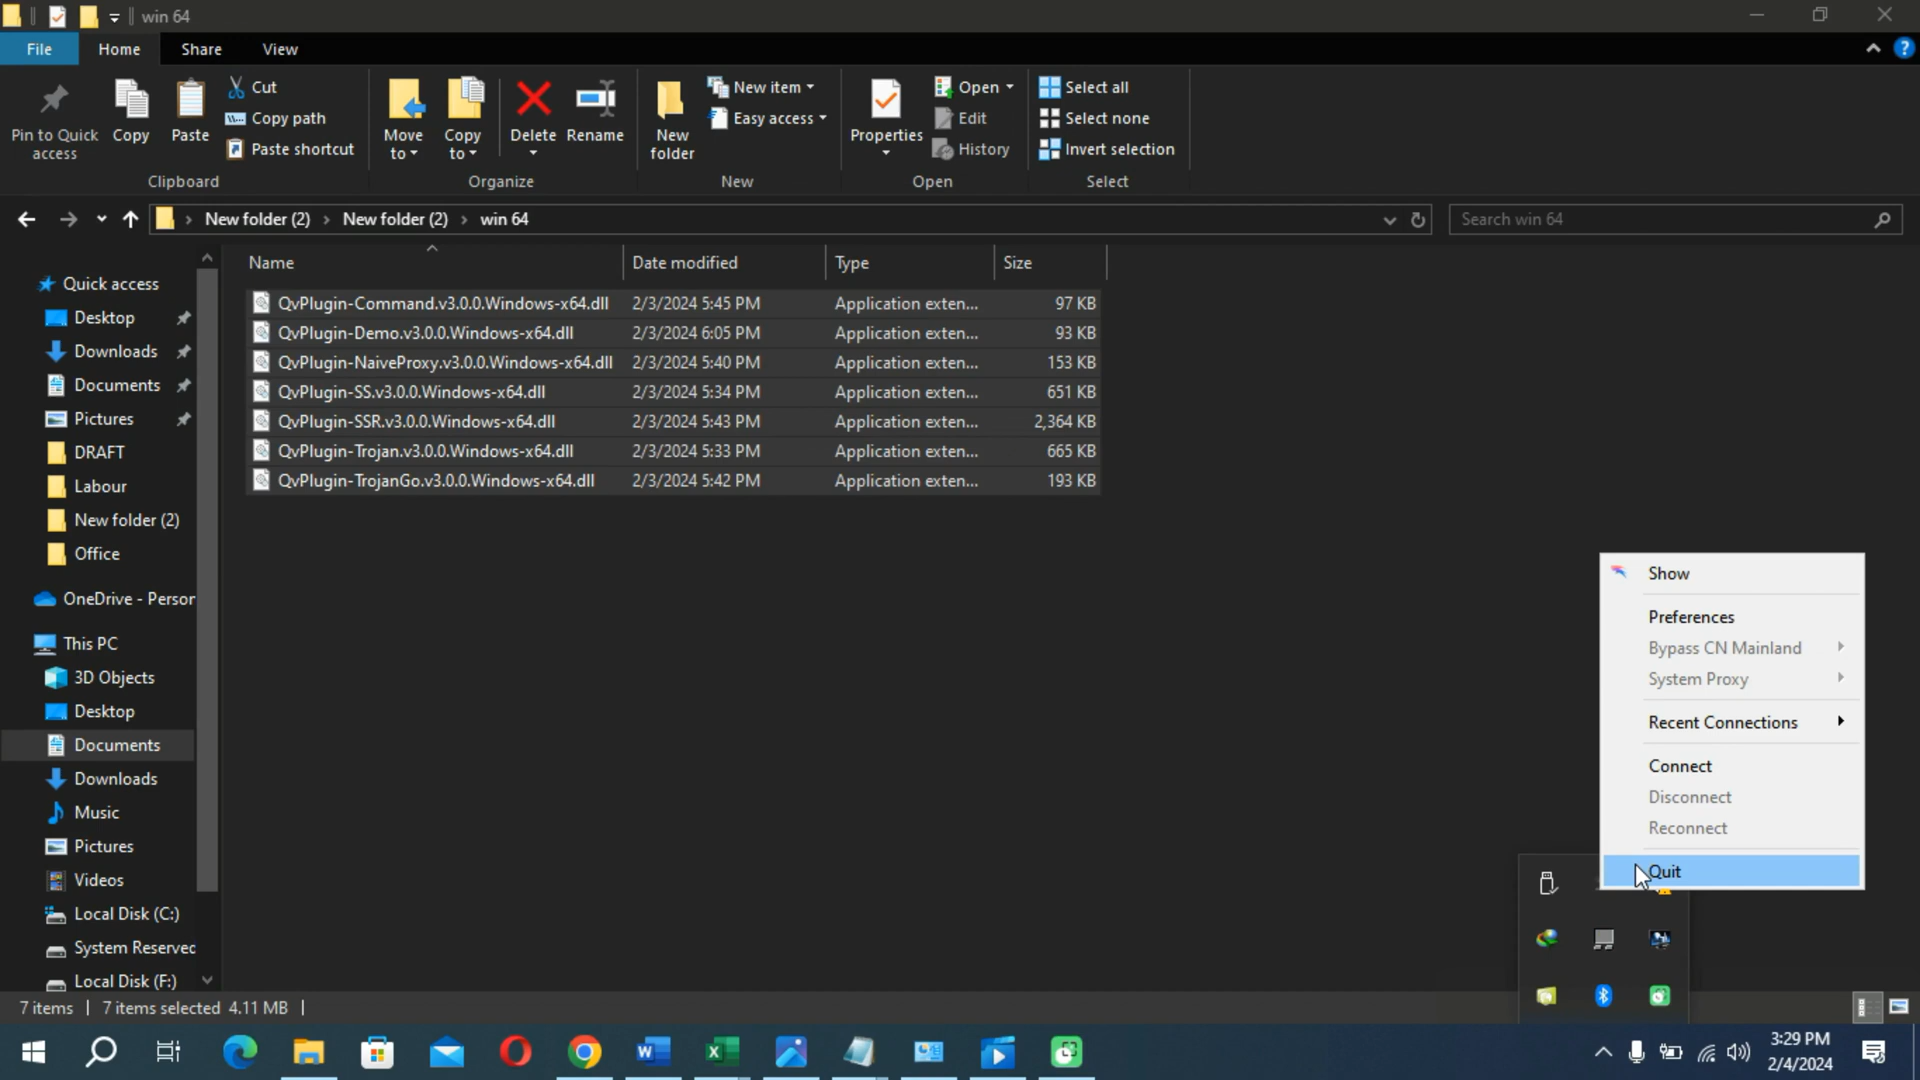 win 64
File Home Share View
Pin to Quick access
Copy
Paste
Cut
Copy path
Paste shortcut
Clipboard
Move to
Copy to
Delete
Rename
Organize
New folder
New item
Easy access
New
Properties
Open
Edit
History
Open
Select all
Select none
Invert selection
Select
New folder (2) › New folder (2) › win 64
Search win 64
Name Date modified Type Size
QvPlugin-Command.v3.0.0.Windows-x64.dll 2/3/2024 5:45 PM Application exten... 97 KB
QvPlugin-Demo.v3.0.0.Windows-x64.dll 2/3/2024 6:05 PM Application exten... 93 KB
QvPlugin-NaiveProxy.v3.0.0.Windows-x64.dll 2/3/2024 5:40 PM Application exten... 153 KB
QvPlugin-SS.v3.0.0.Windows-x64.dll 2/3/2024 5:34 PM Application exten... 651 KB
QvPlugin-SSR.v3.0.0.Windows-x64.dll 2/3/2024 5:43 PM Application exten... 2,364 KB
QvPlugin-Trojan.v3.0.0.Windows-x64.dll 2/3/2024 5:33 PM Application exten... 665 KB
QvPlugin-TrojanGo.v3.0.0.Windows-x64.dll 2/3/2024 5:42 PM Application exten... 193 KB
Quick access
Desktop
Downloads
Documents
Pictures
DRAFT
Labour
New folder (2)
Office
OneDrive - Person
This PC
3D Objects
Desktop
Documents
Downloads
Music
Pictures
Videos
Local Disk (C:)
System Reserved
Local Disk (F:)
Show
Preferences
Bypass CN Mainland
System Proxy
Recent Connections
Connect
Disconnect
Reconnect
Quit
7 items 7 items selected 4.11 MB
3:29 PM
2/4/2024